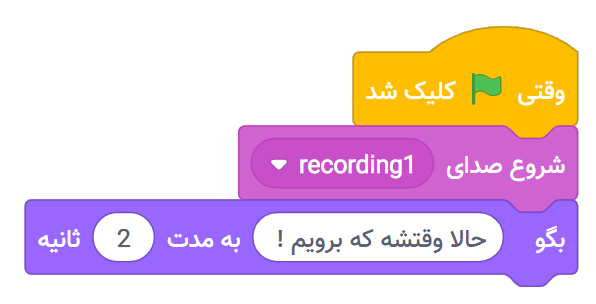 وقتی کلیک شد
شروع صدای recording1
بگو حالا وقتشه که برویم ! به مدت 2 ثانیه